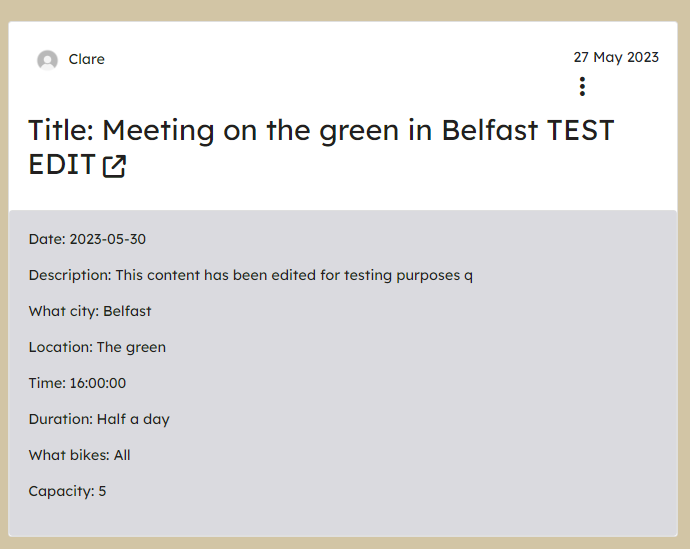 Clare
27 May 2023
Title: Meeting on the green in Belfast TEST
EDIT
Date: 2023-05-30
Description: This content has been edited for testing purposes q
What city: Belfast
Location: The green
Time: 16:00:00
Duration: Half a day
What bikes: All
Capacity: 5